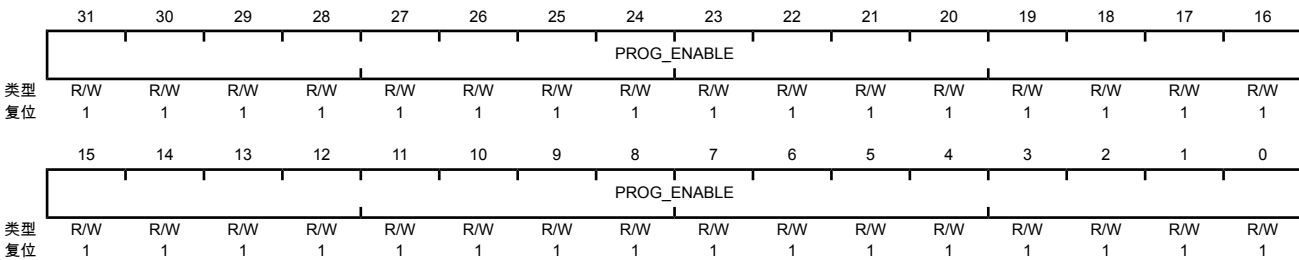 31 30 29 28 27 26 25 24 23 22 21 20 19 18 17 16
PROG_ENABLE
类型 R/W R/W R/W R/W R/W R/W R/W R/W R/W R/W R/W R/W R/W R/W R/W R/W
复位 1 1 1 1 1 1 1 1 1 1 1 1 1 1 1 1
15 14 13 12 11 10 9 8 7 6 5 4 3 2 1 0
PROG_ENABLE
类型 R/W R/W R/W R/W R/W R/W R/W R/W R/W R/W R/W R/W R/W R/W R/W R/W
复位 1 1 1 1 1 1 1 1 1 1 1 1 1 1 1 1